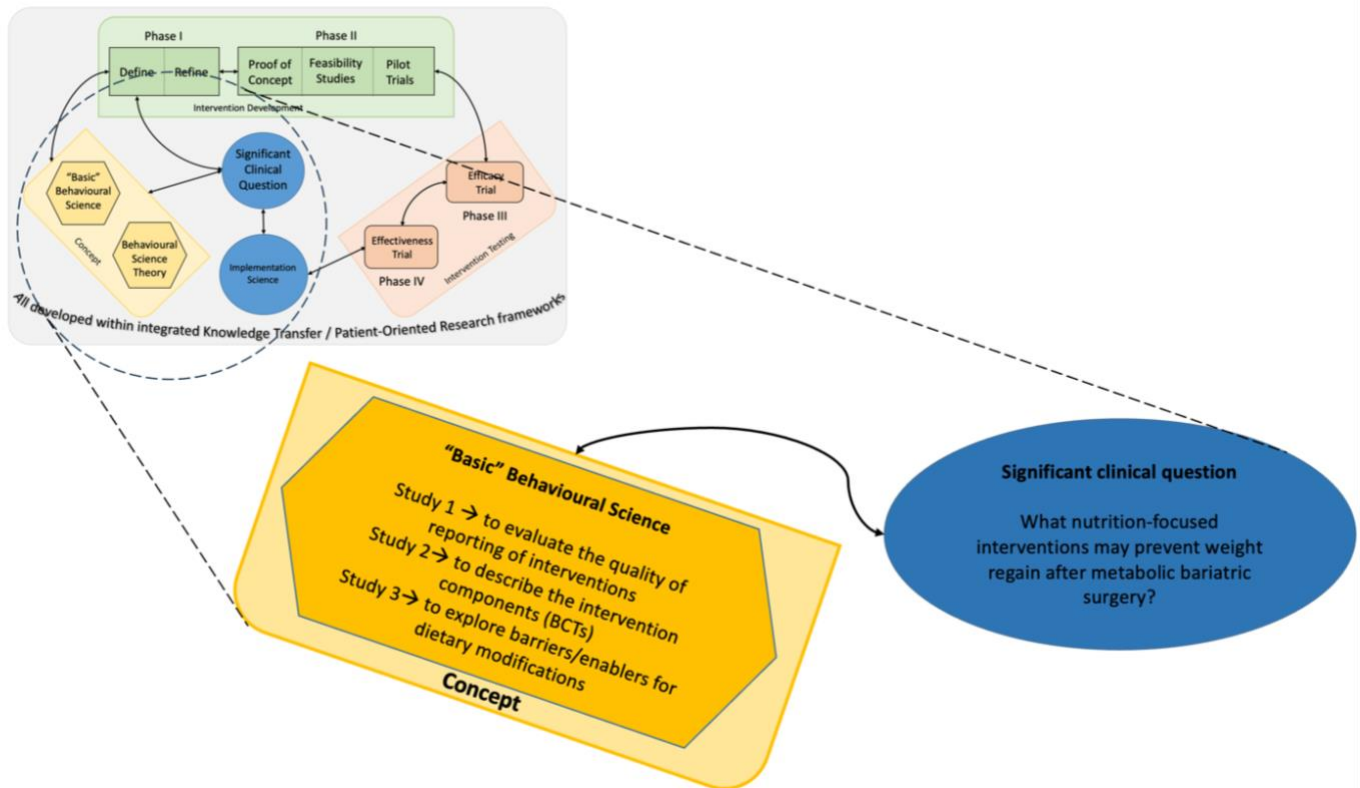 Phase I
Phase II
Define
Refine
Proof of
Concept
Feasibility
Studies
Pilot
Trials
Intervention Development
"Basic"
Behavioural
Science
Behavioural
Science
Theory
Concept
Significant
Clinical
Question
Implementation
Science
Efficacy
Trial
Phase III
Effectiveness
Trial
Phase IV
Intervention Testing
All developed within integrated Knowledge Transfer / Patient-Oriented Research frameworks
"Basic" Behavioural Science
Study 1 → to evaluate the quality of
reporting of interventions
Study 2→ to describe the intervention
components (BCTs)
Study 3→ to explore barriers/enablers for
dietary modifications
Concept
Significant clinical question
What nutrition-focused
interventions may prevent weight
regain after metabolic bariatric
surgery?